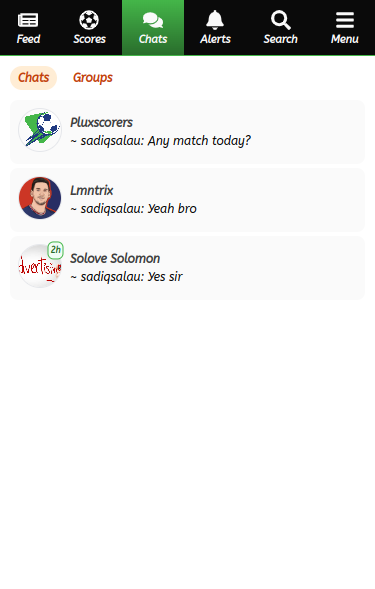 Feed Scores Chats Alerts Search Menu
Chats Groups
Pluxscorers
~ sadiqsalau: Any match today?
Lmntrix
~ sadiqsalau: Yeah bro
2h
Solove Solomon
~ sadiqsalau: Yes sir